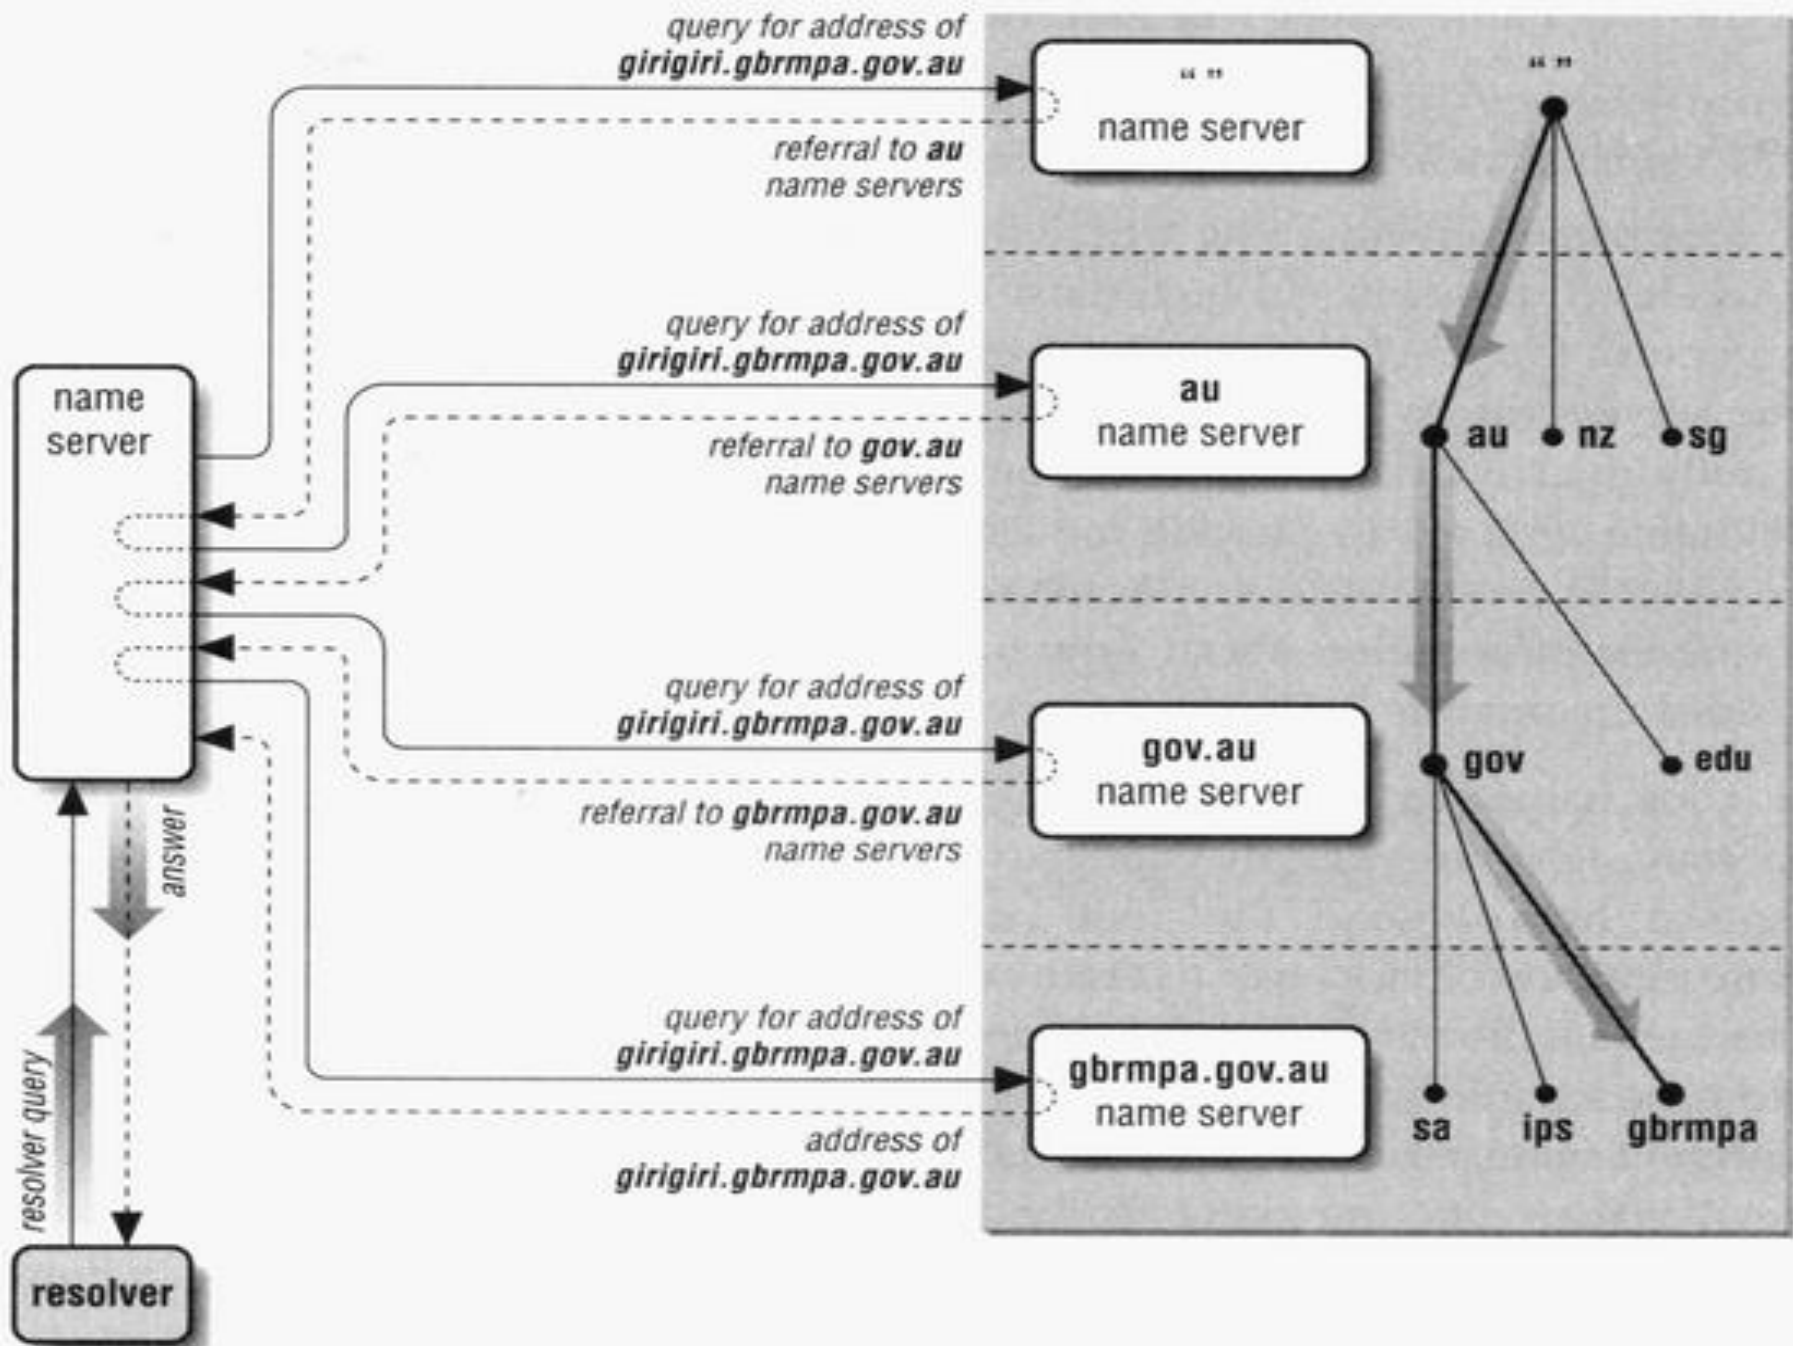 query for address of
girigiri.gbrmpa.gov.au
“ ”
name server
“ ”
referral to au
name servers
query for address of
girigiri.gbrmpa.gov.au
name
server
au
name server
au
nz
sg
referral to gov.au
name servers
query for address of
girigiri.gbrmpa.gov.au
gov.au
name server
gov
edu
referral to gbrmpa.gov.au
name servers
answer
query for address of
girigiri.gbrmpa.gov.au
gbrmpa.gov.au
name server
sa
ips
gbrmpa
address of
girigiri.gbrmpa.gov.au
resolver query
resolver